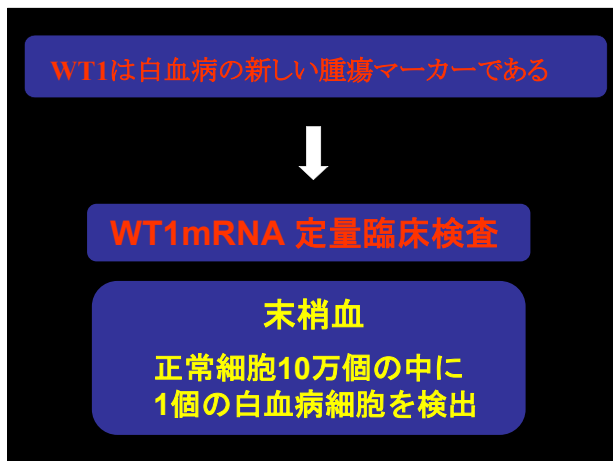 WT1は白血病の新しい腫瘍マーカーである
WT1mRNA 定量臨床検査
末梢血
正常細胞10万個の中に
1個の白血病細胞を検出